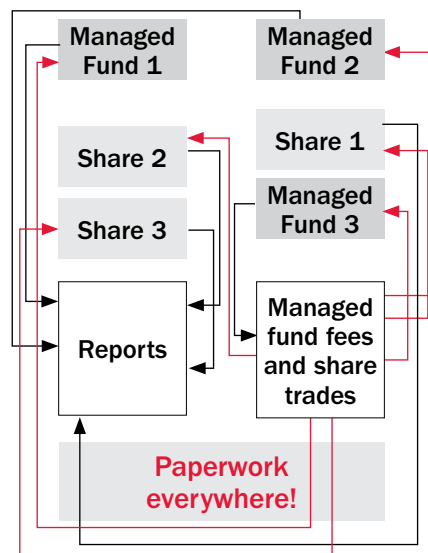 Managed
Fund 1
Managed
Fund 2
Share 2
Share 1
Share 3
Managed
Fund 3
Reports
Managed
fund fees
and share
trades
Paperwork
everywhere!